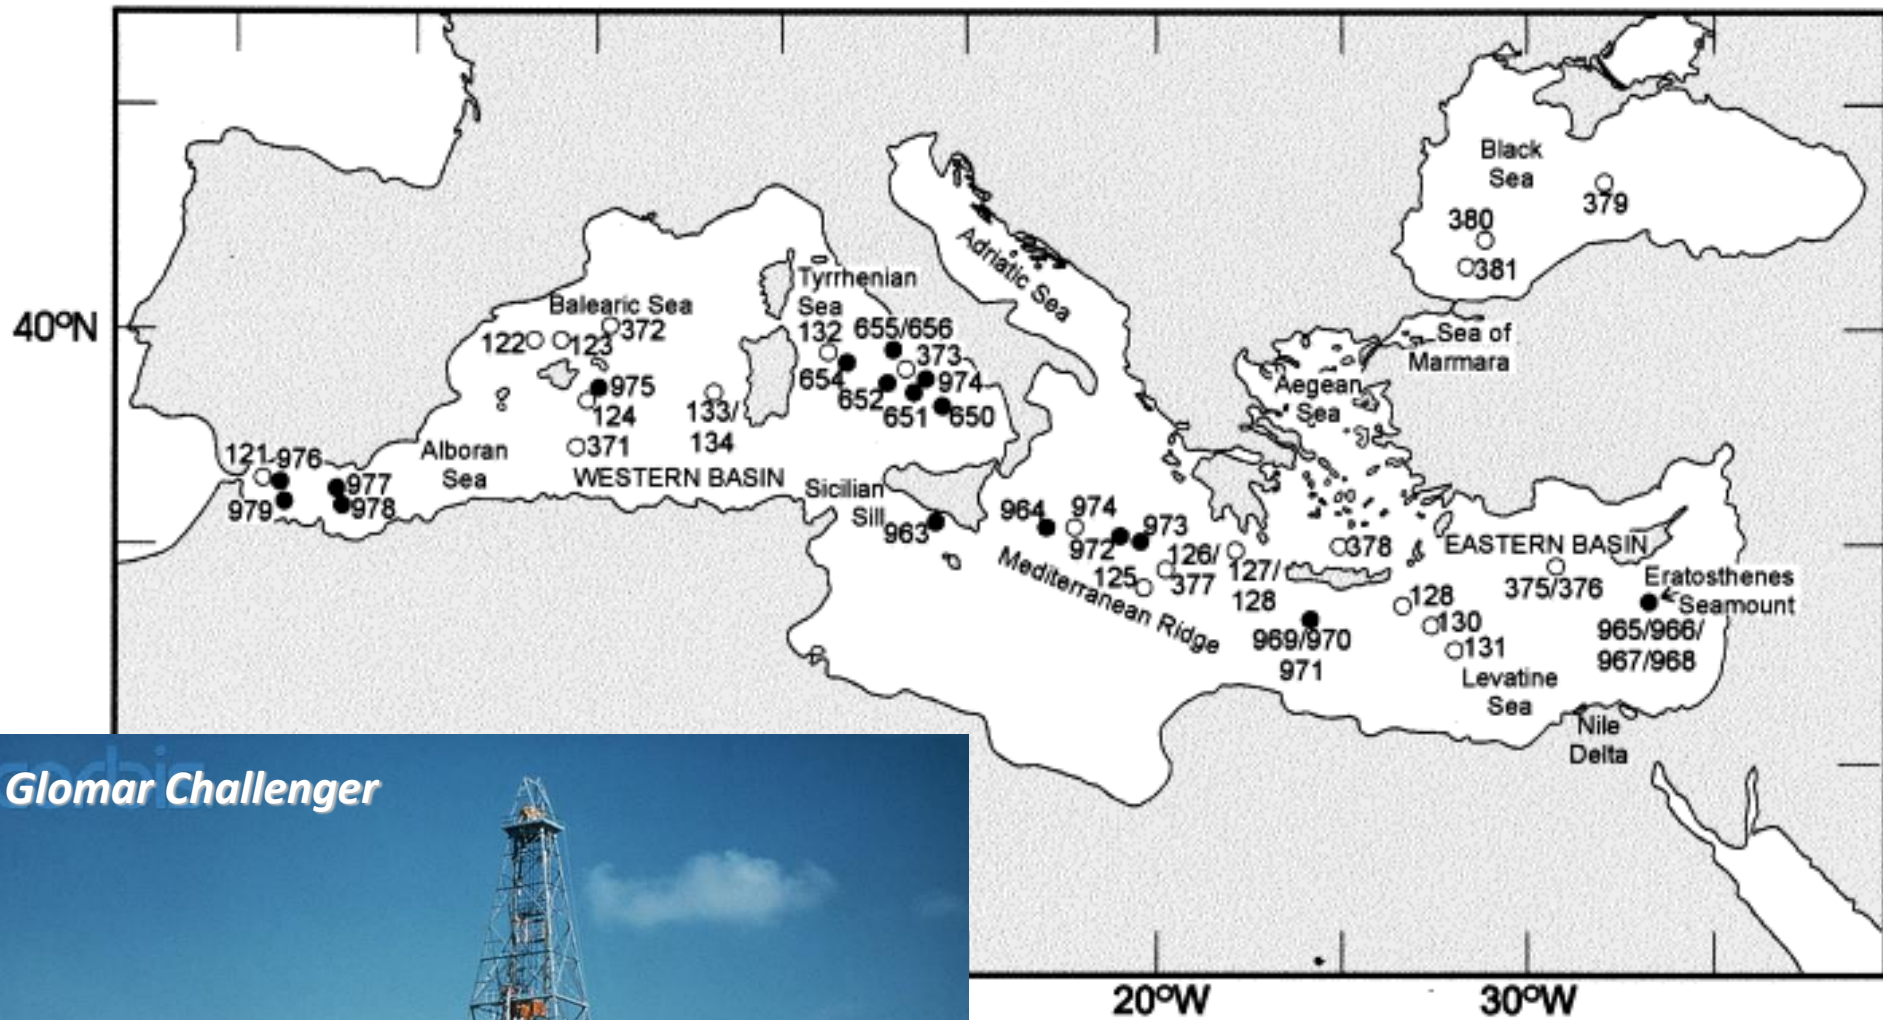 Black
Sea
379
380
381
Adriatic Sea
Tyrrhenian
Sea
132
655/656
373
654
974
652
651
650
40ºN
Balearic Sea
372
122
123
975
124
371
133/
134
Sea of
Marmara
Aegean
Sea
121
976
977
979
978
Alboran
Sea
WESTERN BASIN
Sicilian
Sill
963
964
974
973
972
125
126/
377
127/
128
378
EASTERN BASIN
375/376
Eratosthenes
Seamount
965/966/
967/968
Mediterranean Ridge
969/970
971
128
130
131
Levatine
Sea
Nile
Delta
corbis
Glomar Challenger
20ºW
30ºW